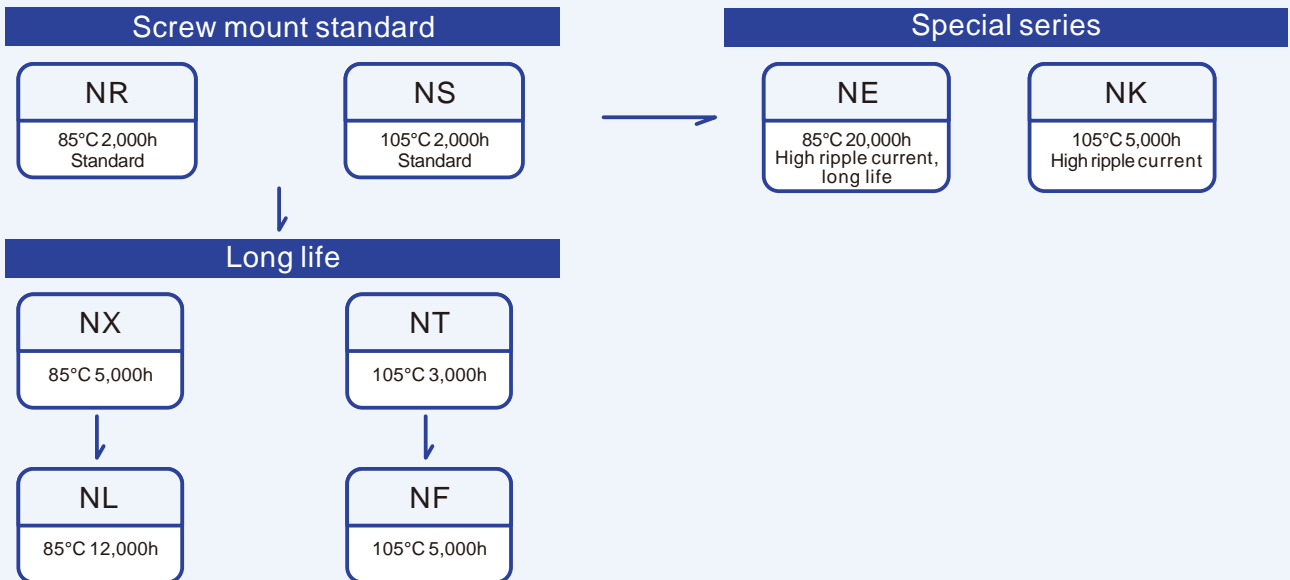 Screw mount standard
Special series
NR
85°C 2,000h
Standard
NS
105°C 2,000h
Standard
NE
85°C 20,000h
High ripple current,
long life
NK
105°C 5,000h
High ripple current
Long life
NX
85°C 5,000h
NT
105°C 3,000h
NL
85°C 12,000h
NF
105°C 5,000h